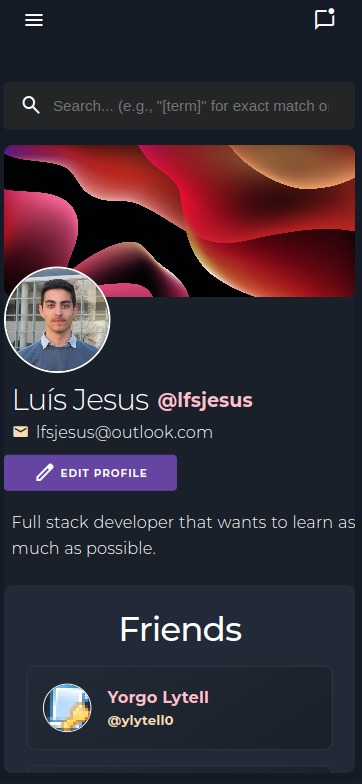 Search... (e.g., "[term]" for exact match o
Luís Jesus @lfsjesus
lfsjesus@outlook.com
EDIT PROFILE
Full stack developer that wants to learn as
much as possible.
Friends
Yorgo Lytell
@ylytell0